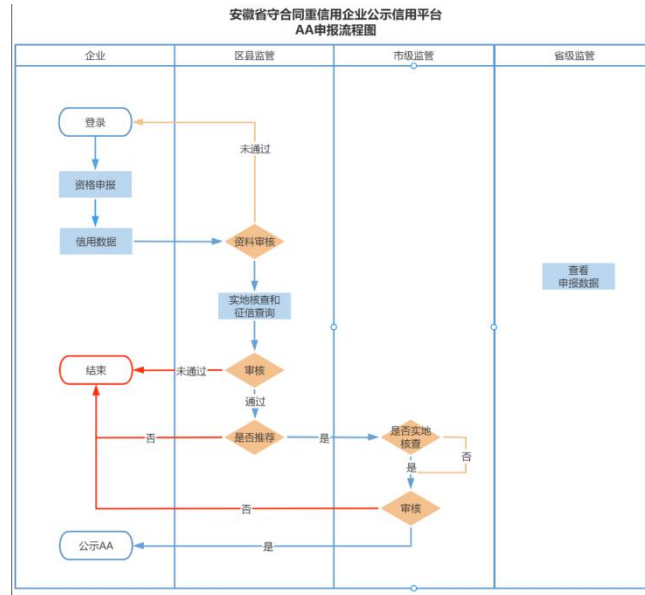 安徽省守合同重信用企业公示信用平台
AA申报流程图
企业
区县监管
市级监管
省级监管
登录
未通过
资格申报
信用数据
资料审核
查看
申报数据
实地核查和
征信查询
结束
未通过
审核
通过
否
是否推荐
是
是否实地
核查
否
是
否
审核
公示AA
是